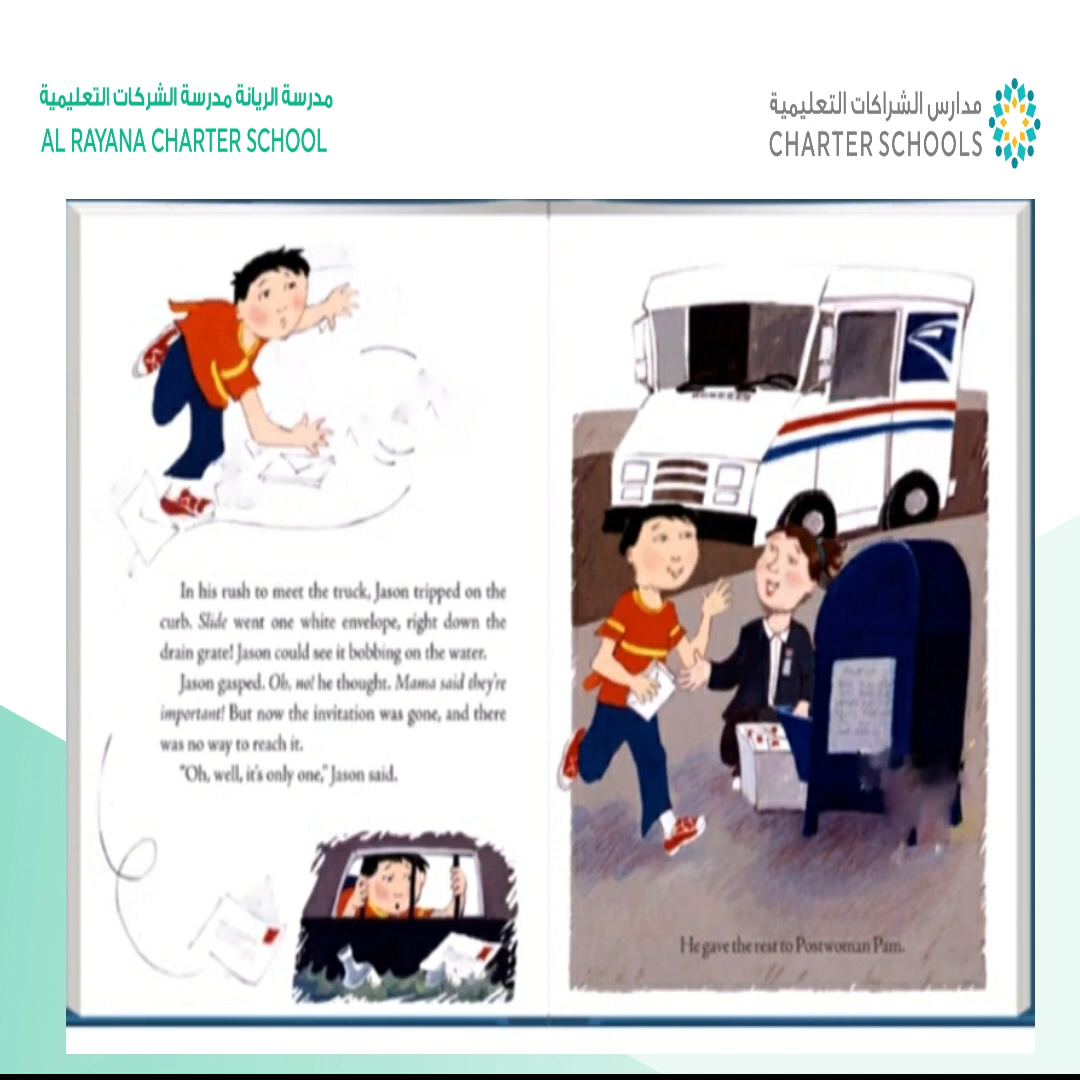 مدرسة الريانة مدرسة الشركات التعليمية
AL RAYANA CHARTER SCHOOL
مدارس الشراكات التعليمية
CHARTER SCHOOLS
In his rush to meet the truck, Jason tripped on the
curb. Slide went one white envelope, right down the
drain grate! Jason could see it bobbing on the water.
Jason gasped. Oh, no! he thought. Mama said they're
important! But now the invitation was gone, and there
was no way to reach it.
"Oh, well, it's only one," Jason said.
He gave the rest to Postwoman Pam.